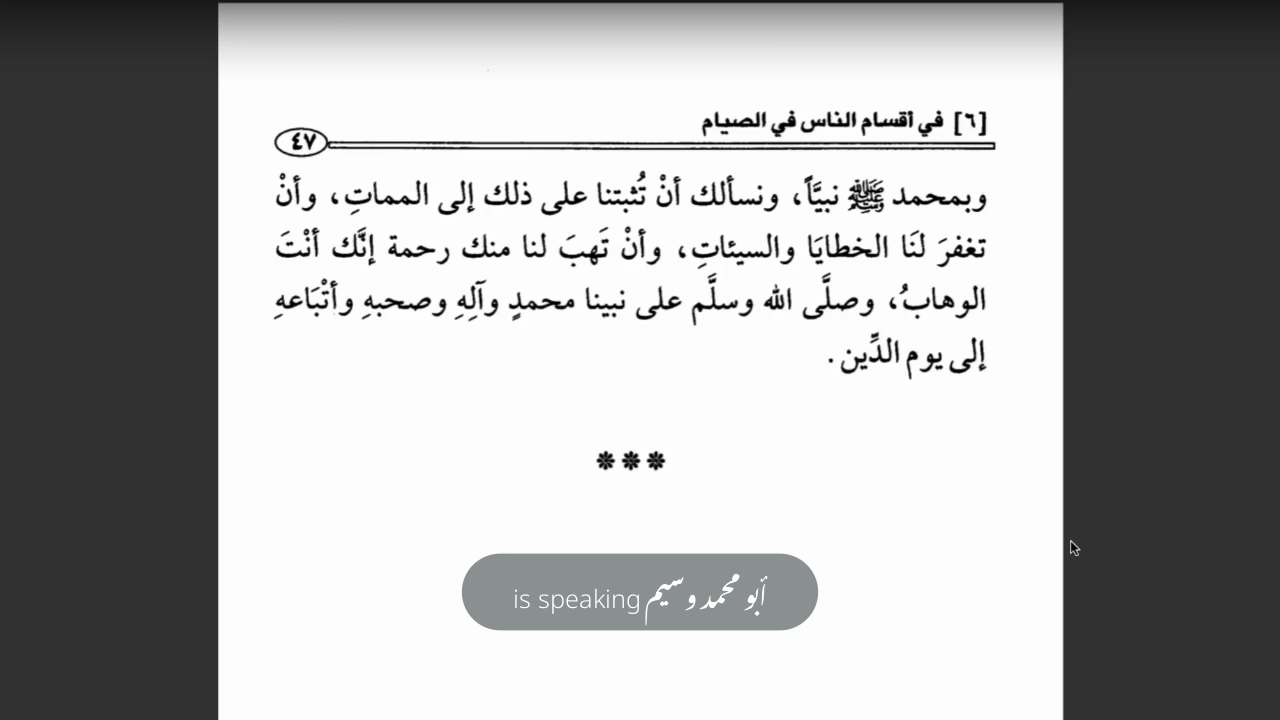 [٦] في أقسام الناس في الصيام
٤٧
وبمحمد ﷺ نبيَّاً، ونسألك أنْ تُثبتنا على ذلك إلى المماتِ، وأنْ
تغفرَ لنَا الخطايَا والسيئاتِ، وأنْ تَهبَ لنا منك رحمة إنَّك أنْتَ
الوهابُ، وصلَّى الله وسلَّم على نبينا محمدٍ وآلِهِ وصحبهِ وأتْبَاعهِ
إلى يوم الدِّين .
***
أبو محمد وسيم is speaking